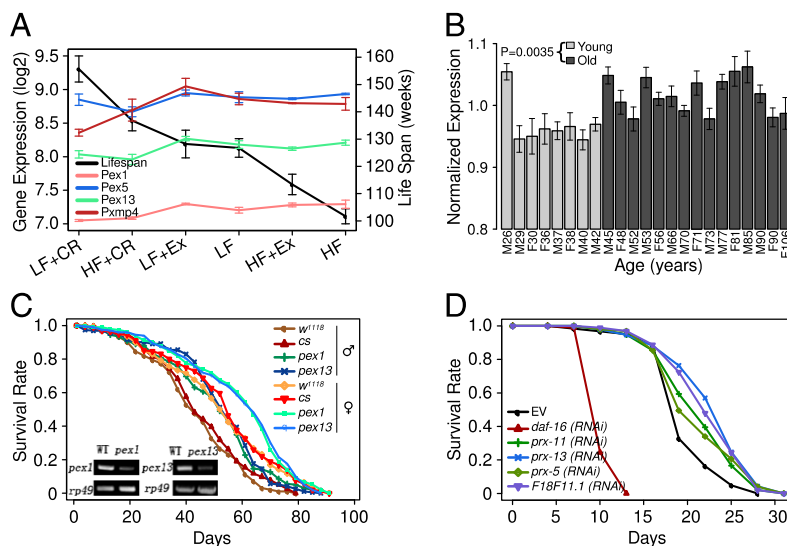 A
Gene Expression (log2)
9.5
9.0
8.5
8.0
7.5
7.0
160
150
140
130
120
110
100
Life Span (weeks)
Lifespan
Pex1
Pex5
Pex13
Pxmp4
LF+CR
HF+CR
LF+Ex
LF
HF+Ex
HF
B
Normalized Expression
1.1
1.0
0.9
0.8
P=0.0035
Young
Old
M26
M29
F30
F36
M37
F38
M40
M42
M45
F48
M52
M53
F56
M66
M70
F71
M73
M77
F81
M85
M90
F90
F106
Age (years)
C
Survival Rate
1.0
0.8
0.6
0.4
0.2
0
w1118
cs
pex1
pex13
♂
w1118
cs
pex1
pex13
♀
WT pex1
pex1
rp49
WT pex13
pex13
rp49
0
20
40
60
80
100
Days
D
Survival Rate
1.0
0.8
0.6
0.4
0.2
0
EV
daf-16 (RNAi)
prx-11 (RNAi)
prx-13 (RNAi)
prx-5 (RNAi)
F18F11.1 (RNAi)
0
5
10
15
20
25
30
Days